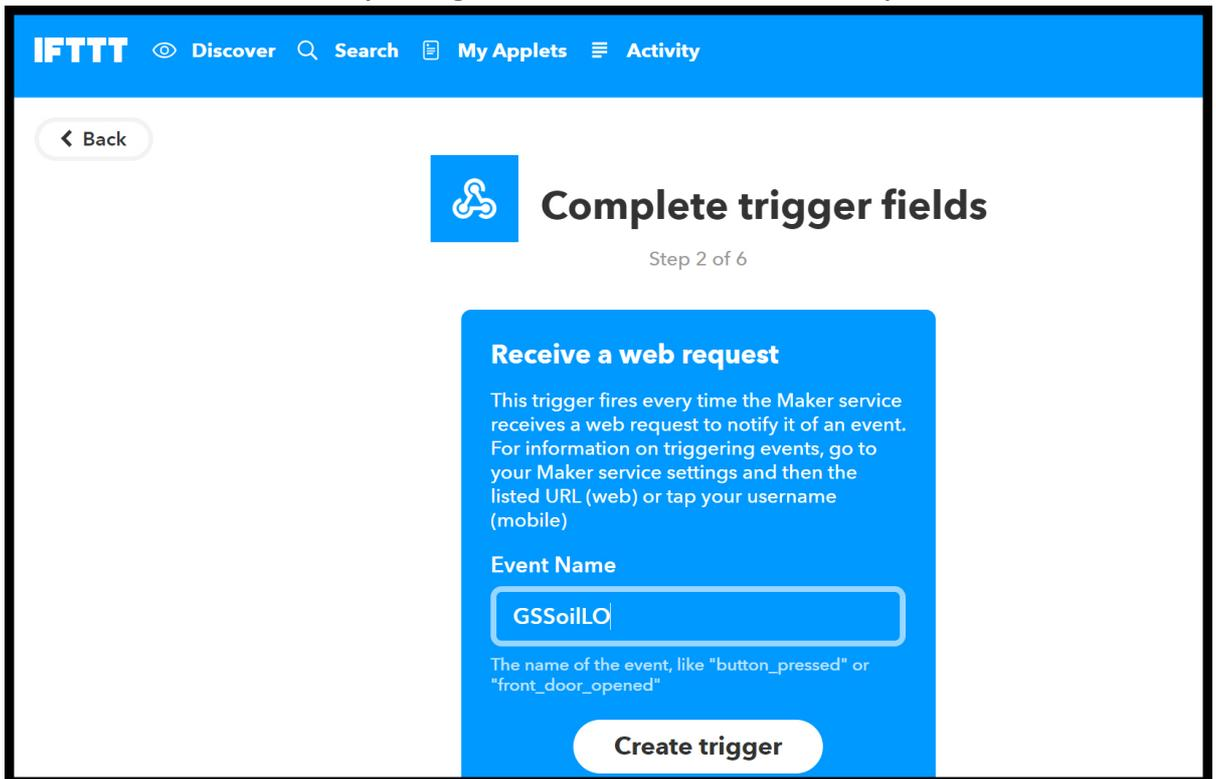 IFTTT Discover Search My Applets Activity
Back
Complete trigger fields
Step 2 of 6
Receive a web request
This trigger fires every time the Maker service
receives a web request to notify it of an event.
For information on triggering events, go to
your Maker service settings and then the
listed URL (web) or tap your username
(mobile)
Event Name
GSSoilLO
The name of the event, like "button_pressed" or
"front_door_opened"
Create trigger